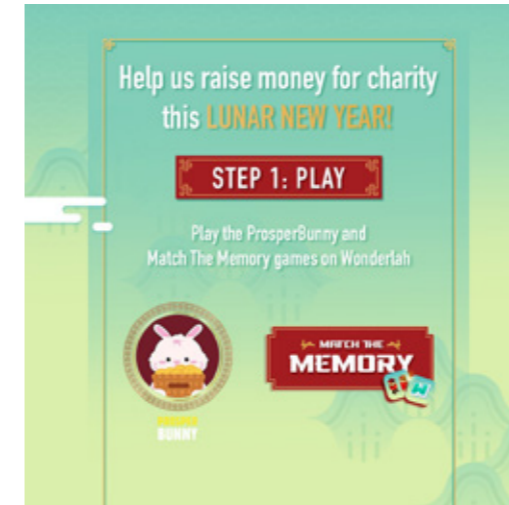 Help us raise money for charity
this LUNAR NEW YEAR!
STEP 1: PLAY
Play the ProsperBunny and
Match The Memory games on Wonderlah
MATCH THE
MEMORY
BUNNY